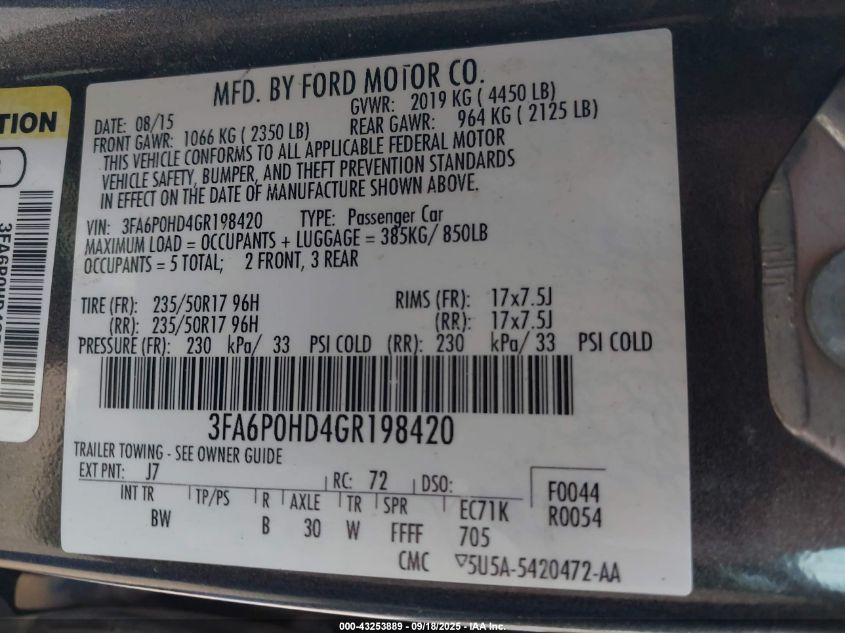 MFD. BY FORD MOTOR CO.
DATE: 08/15 GVWR: 2019 KG ( 4450 LB)
FRONT GAWR: 1066 KG ( 2350 LB) REAR GAWR: 964 KG ( 2125 LB)
THIS VEHICLE CONFORMS TO ALL APPLICABLE FEDERAL MOTOR
VEHICLE SAFETY, BUMPER, AND THEFT PREVENTION STANDARDS
IN EFFECT ON THE DATE OF MANUFACTURE SHOWN ABOVE.
VIN: 3FA6P0HD4GR198420 TYPE: Passenger Car
MAXIMUM LOAD = OCCUPANTS + LUGGAGE = 385KG/ 850LB
OCCUPANTS = 5 TOTAL; 2 FRONT, 3 REAR
TIRE (FR): 235/50R17 96H RIMS (FR): 17x7.5J
(RR): 235/50R17 96H (RR): 17x7.5J
PRESSURE (FR): 230 kPa/ 33 PSI COLD (RR): 230 kPa/ 33 PSI COLD
3FA6P0HD4GR198420
TRAILER TOWING - SEE OWNER GUIDE
EXT PNT: J7 RC: 72 DSO: F0044
INT TR TP/PS R AXLE TR SPR EC71K R0054
BW B 30 W FFFF 705
CMC ▽5U5A-5420472-AA
TION
000-43253889 - 09/18/2025 - IAA Inc.